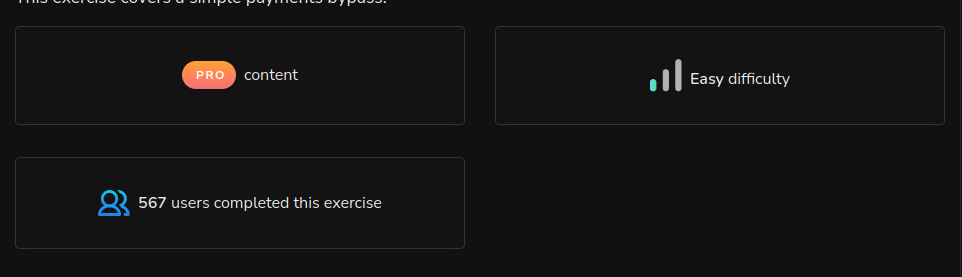 This exercise covers a simple payments bypass.
PRO content
Easy difficulty
567 users completed this exercise